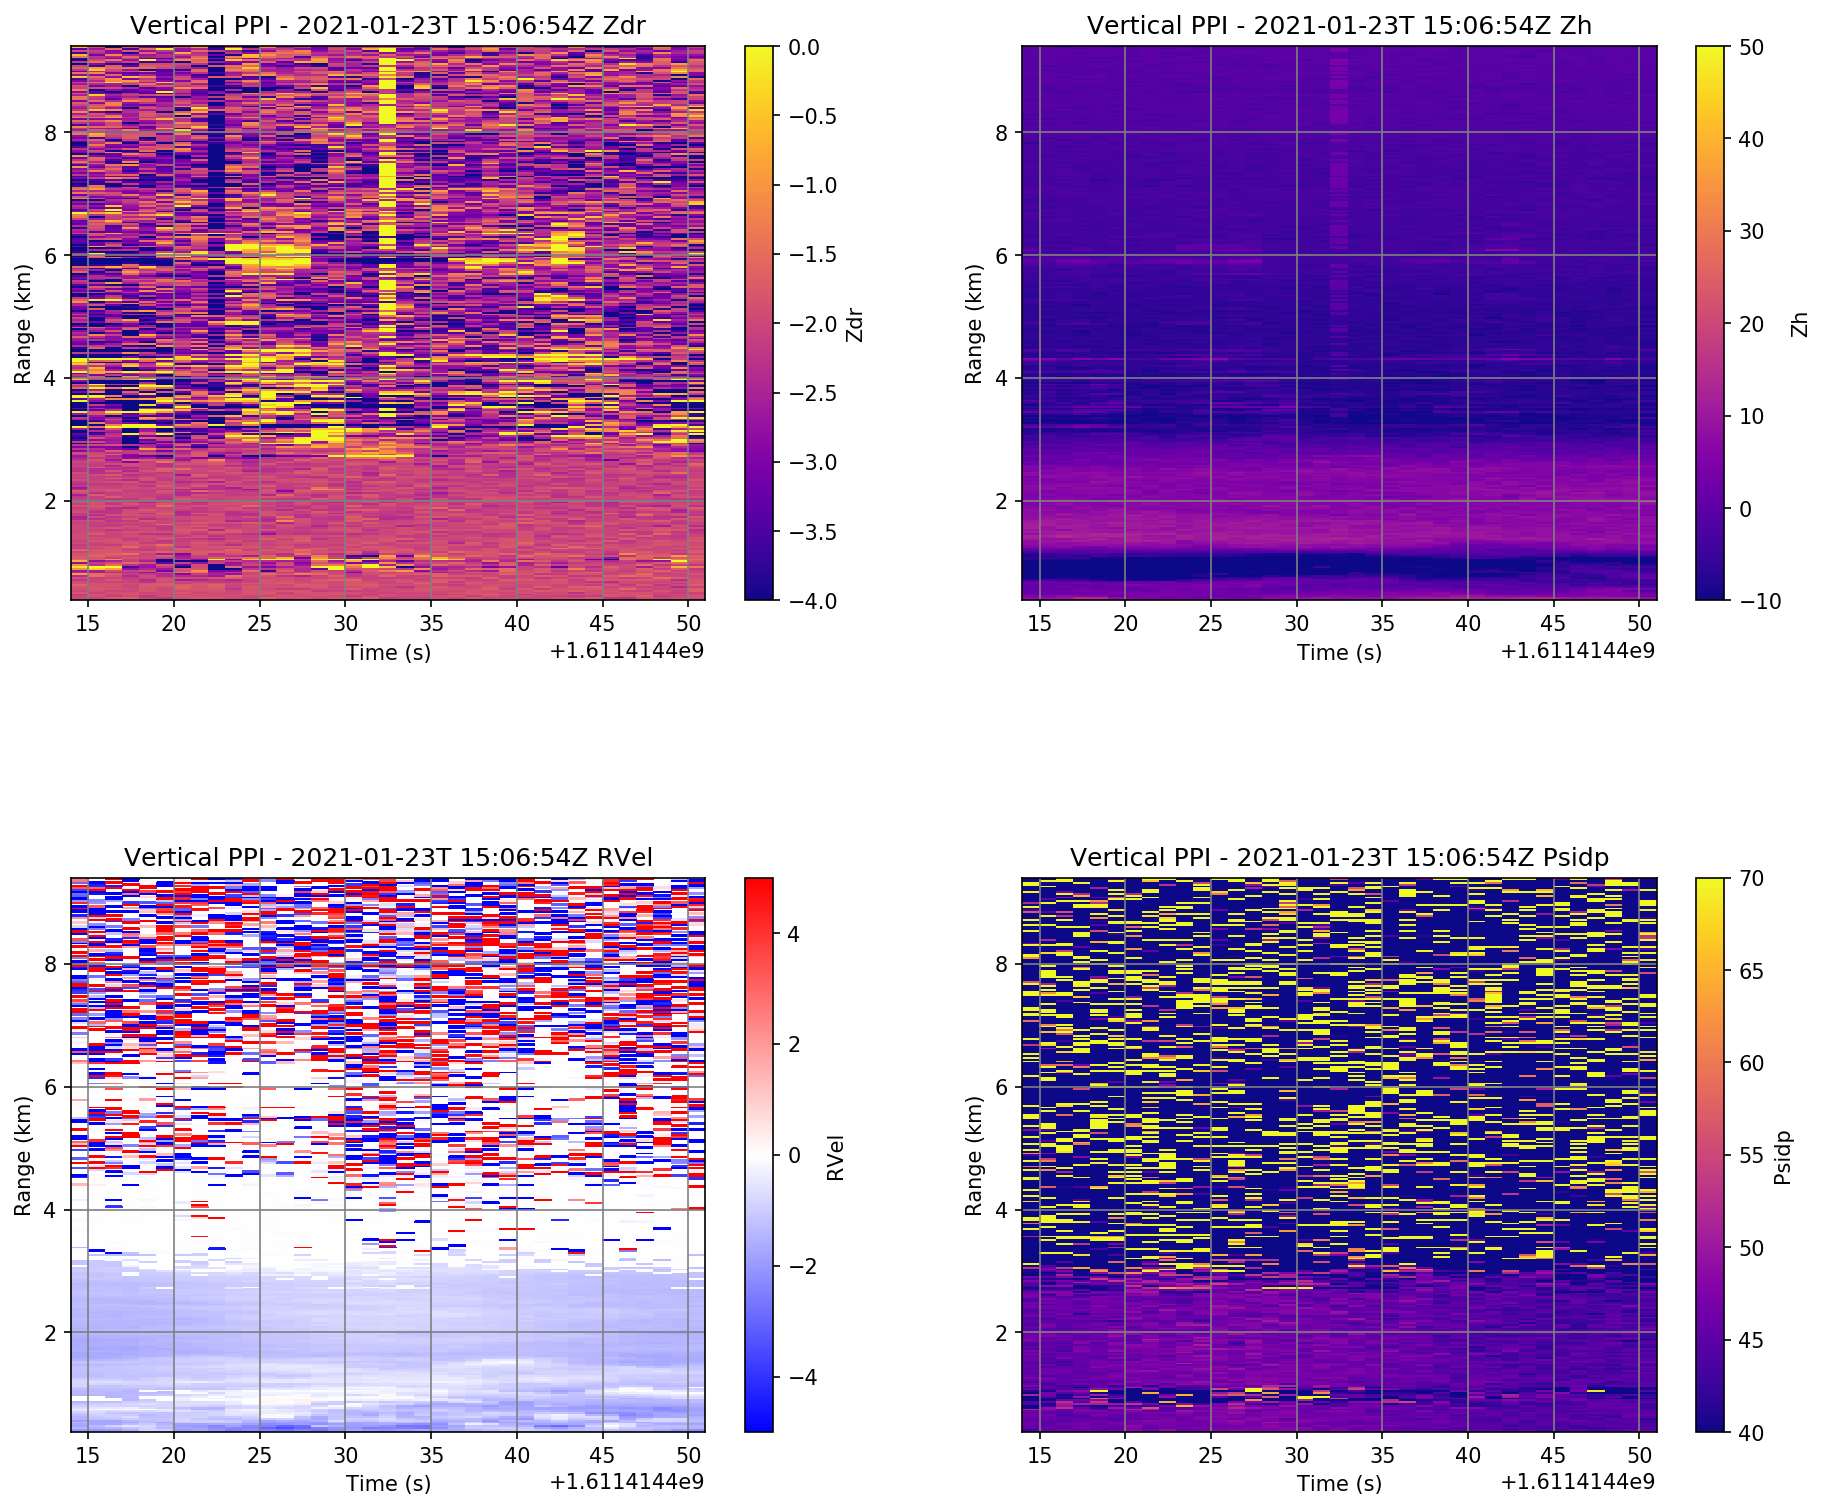 Vertical PPI - 2021-01-23T 15:06:54Z Zdr
8
6
4
2
Range (km)
15 20 25 30 35 40 45 50
Time (s)
+1.6114144e9
0.0
−0.5
−1.0
−1.5
−2.0
−2.5
−3.0
−3.5
−4.0
Zdr
Vertical PPI - 2021-01-23T 15:06:54Z Zh
8
6
4
2
Range (km)
15 20 25 30 35 40 45 50
Time (s)
+1.6114144e9
50
40
30
20
10
0
−10
Zh
Vertical PPI - 2021-01-23T 15:06:54Z RVel
8
6
4
2
Range (km)
15 20 25 30 35 40 45 50
Time (s)
+1.6114144e9
4
2
0
−2
−4
RVel
Vertical PPI - 2021-01-23T 15:06:54Z Psidp
8
6
4
2
Range (km)
15 20 25 30 35 40 45 50
Time (s)
+1.6114144e9
70
65
60
55
50
45
40
Psidp